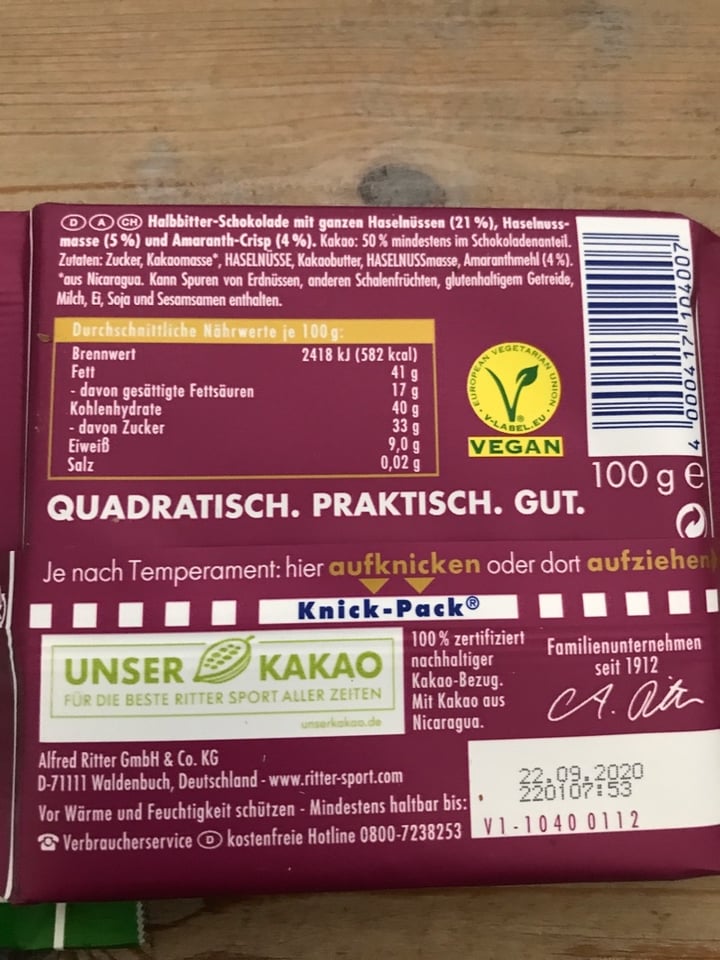 D A CH Halbbitter-Schokolade mit ganzen Haselnüssen (21 %), Haselnuss-
masse (5 %) und Amaranth-Crisp (4 %). Kakao: 50 % mindestens im Schokoladenanteil.
Zutaten: Zucker, Kakaomasse*, HASELNÜSSE, Kakaobutter, HASELNUSSmasse, Amaranthmehl (4 %).
*aus Nicaragua. Kann Spuren von Erdnüssen, anderen Schalenfrüchten, glutenhaltigem Getreide,
Milch, Ei, Soja und Sesamsamen enthalten.
Durchschnittliche Nährwerte je 100 g:
Brennwert 2418 kJ (582 kcal)
Fett 41 g
- davon gesättigte Fettsäuren 17 g
Kohlenhydrate 40 g
- davon Zucker 33 g
Eiweiß 9,0 g
Salz 0,02 g
EUROPEAN VEGETARIAN UNION
V-LABEL.EU
VEGAN
4 000417 104007
100 g e
QUADRATISCH. PRAKTISCH. GUT.
Je nach Temperament: hier aufknicken oder dort aufziehen
Knick-Pack®
UNSER KAKAO
FÜR DIE BESTE RITTER SPORT ALLER ZEITEN
unserkakao.de
100 % zertifiziert
nachhaltiger
Kakao-Bezug.
Mit Kakao aus
Nicaragua.
Familienunternehmen
seit 1912
Alfred Ritter GmbH & Co. KG
D-71111 Waldenbuch, Deutschland - www.ritter-sport.com
Vor Wärme und Feuchtigkeit schützen - Mindestens haltbar bis:
Verbraucherservice D kostenfreie Hotline 0800-7238253
22.09.2020
220107:53
V1-1040 0112